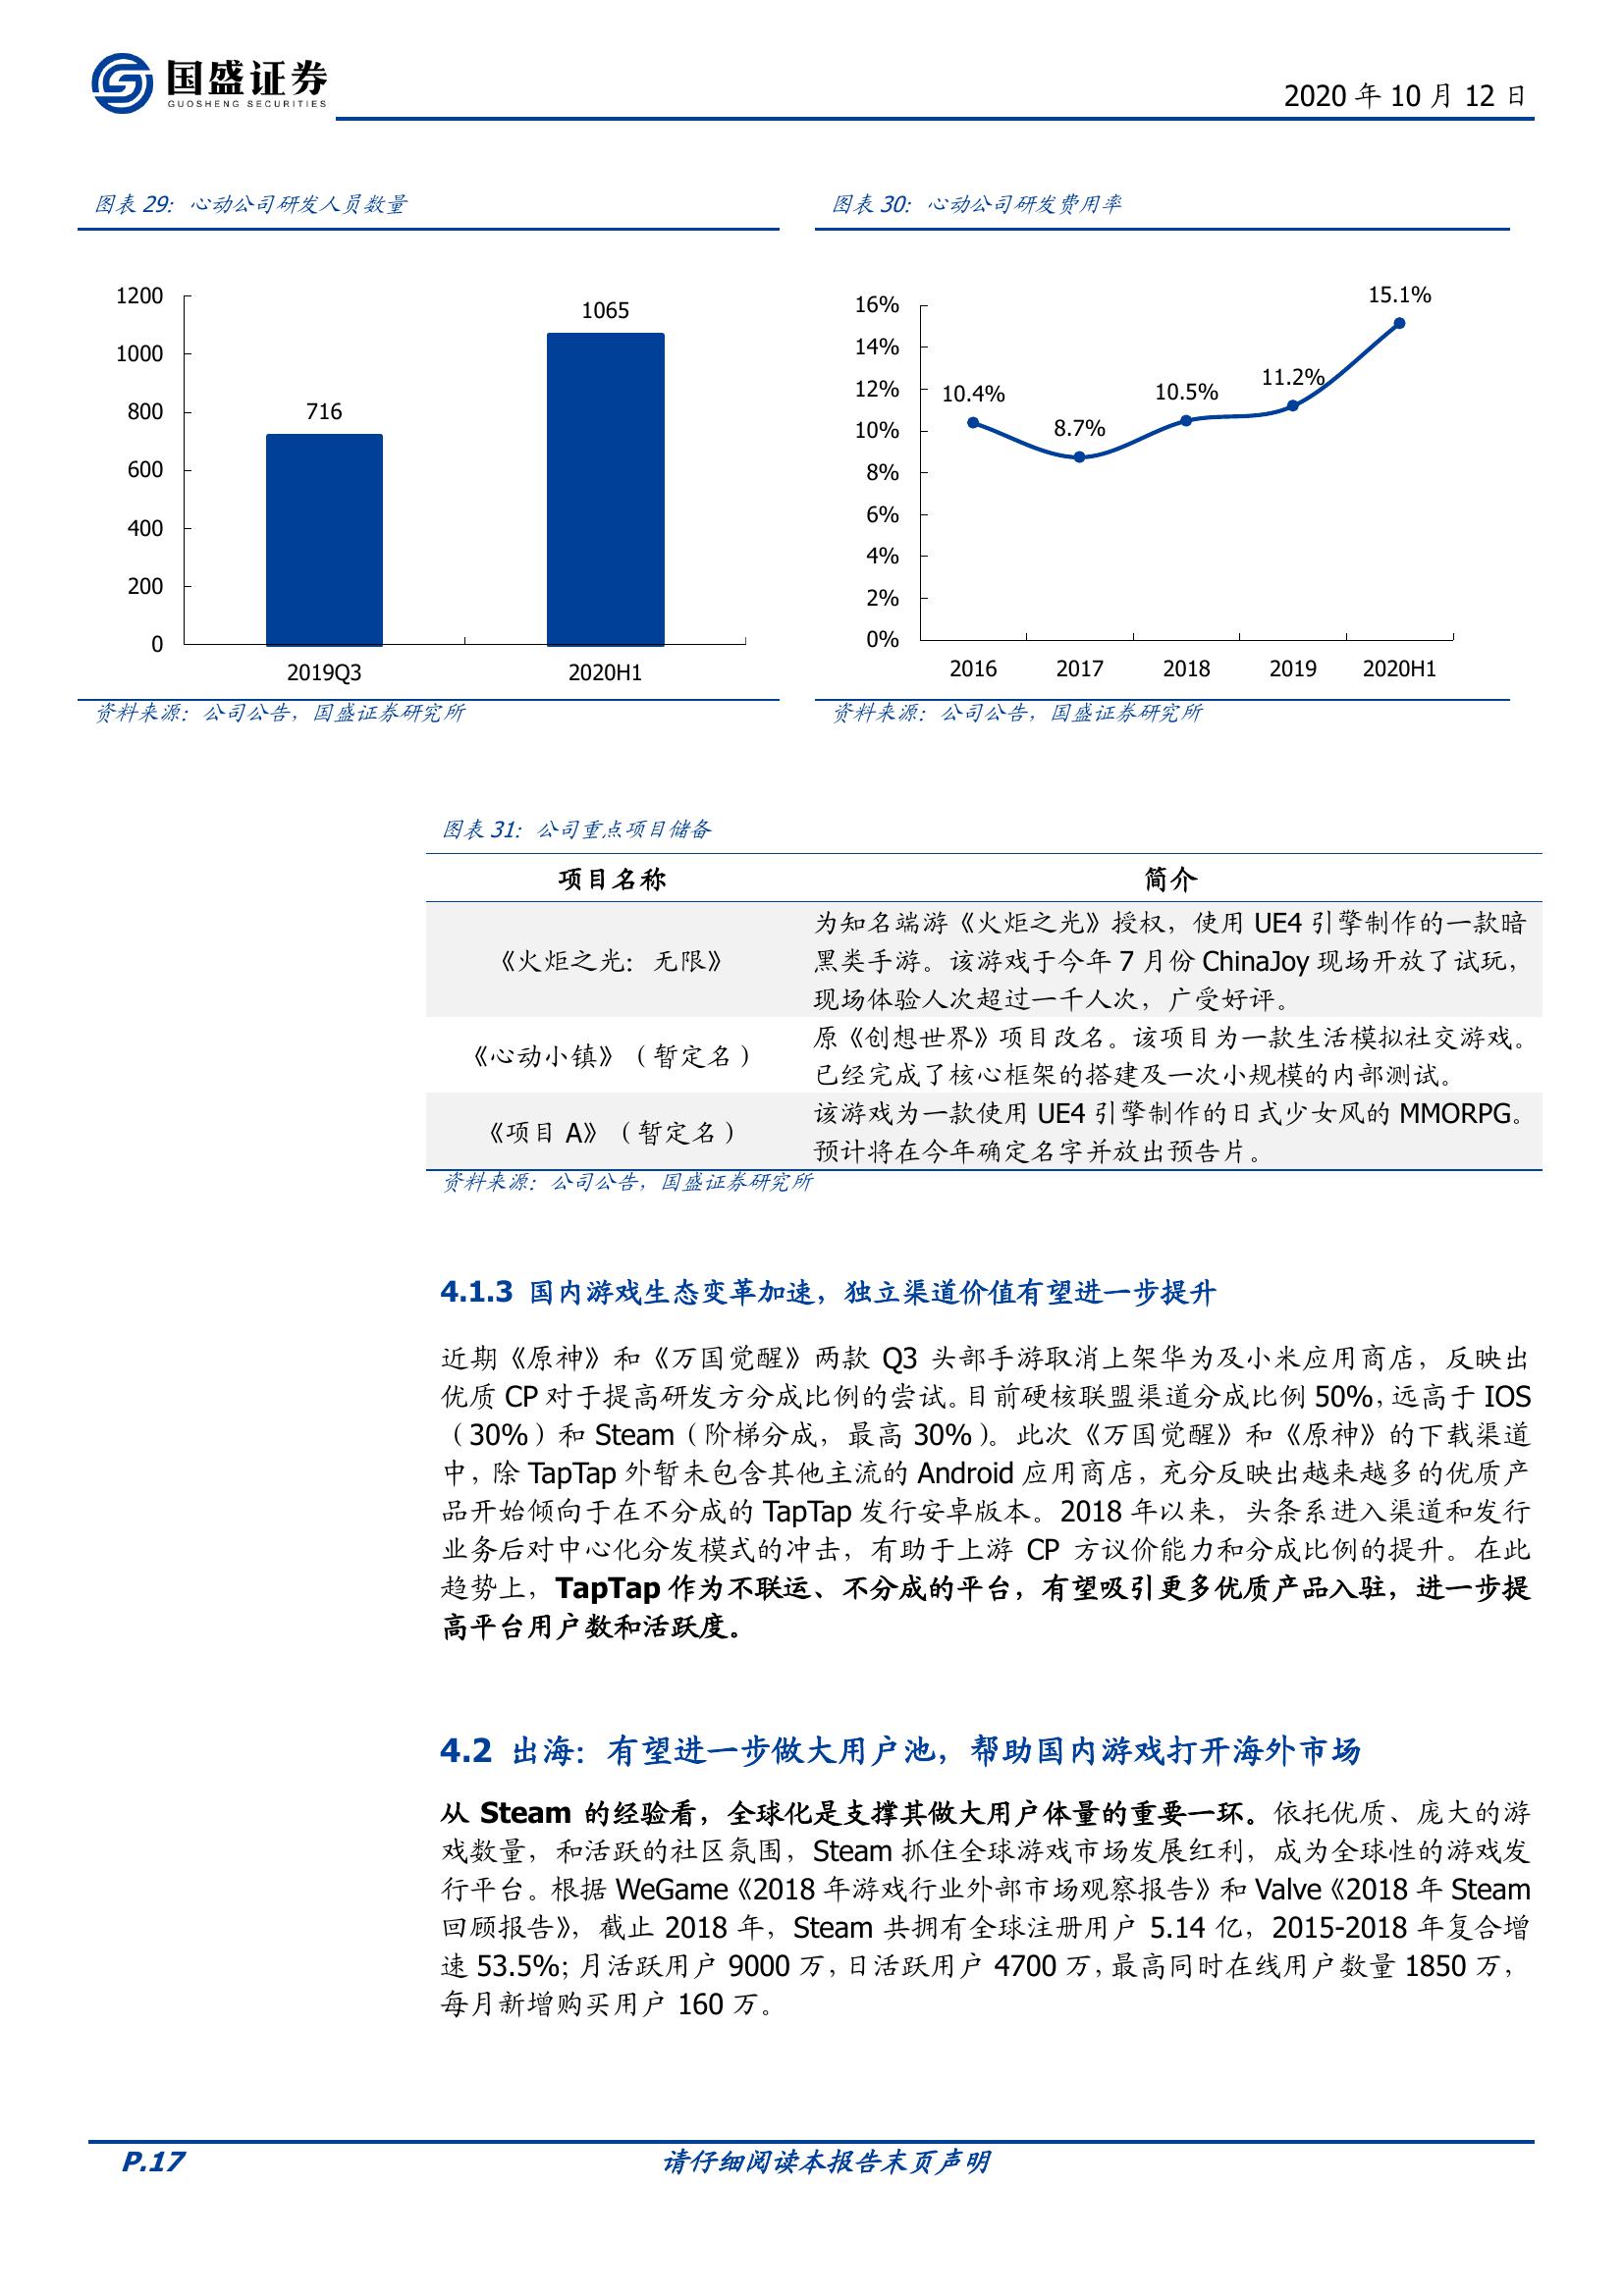 国盛证券
GUOSHENG SECURITIES
2020 年 10 月 12 日
图表 29：心动公司研发人员数量
1200
1000
800
600
400
200
0
716
1065
2019Q3
2020H1
资料来源：公司公告，国盛证券研究所
图表 30：心动公司研发费用率
16%
14%
12%
10%
8%
6%
4%
2%
0%
10.4%
8.7%
10.5%
11.2%
15.1%
2016
2017
2018
2019
2020H1
资料来源：公司公告，国盛证券研究所
图表 31：公司重点项目储备
项目名称 简介
《火炬之光：无限》
为知名端游《火炬之光》授权，使用 UE4 引擎制作的一款暗
黑类手游。该游戏于今年 7 月份 ChinaJoy 现场开放了试玩，
现场体验人次超过一千人次，广受好评。
《心动小镇》（暂定名）
原《创想世界》项目改名。该项目为一款生活模拟社交游戏。
已经完成了核心框架的搭建及一次小规模的内部测试。
《项目 A》（暂定名）
该游戏为一款使用 UE4 引擎制作的日式少女风的 MMORPG。
预计将在今年确定名字并放出预告片。
资料来源：公司公告，国盛证券研究所
4.1.3 国内游戏生态变革加速，独立渠道价值有望进一步提升
近期《原神》和《万国觉醒》两款 Q3 头部手游取消上架华为及小米应用商店，反映出
优质 CP 对于提高研发方分成比例的尝试。目前硬核联盟渠道分成比例 50%，远高于 IOS
（30%）和 Steam（阶梯分成，最高 30%）。此次《万国觉醒》和《原神》的下载渠道
中，除 TapTap 外暂未包含其他主流的 Android 应用商店，充分反映出越来越多的优质产
品开始倾向于在不分成的 TapTap 发行安卓版本。2018 年以来，头条系进入渠道和发行
业务后对中心化分发模式的冲击，有助于上游 CP 方议价能力和分成比例的提升。在此
趋势上，TapTap 作为不联运、不分成的平台，有望吸引更多优质产品入驻，进一步提
高平台用户数和活跃度。
4.2 出海：有望进一步做大用户池，帮助国内游戏打开海外市场
从 Steam 的经验看，全球化是支撑其做大用户体量的重要一环。依托优质、庞大的游
戏数量，和活跃的社区氛围，Steam 抓住全球游戏市场发展红利，成为全球性的游戏发
行平台。根据 WeGame《2018 年游戏行业外部市场观察报告》和 Valve《2018 年 Steam
回顾报告》，截止 2018 年，Steam 共拥有全球注册用户 5.14 亿，2015-2018 年复合增
速 53.5%；月活跃用户 9000 万，日活跃用户 4700 万，最高同时在线用户数量 1850 万，
每月新增购买用户 160 万。
P.17
请仔细阅读本报告末页声明